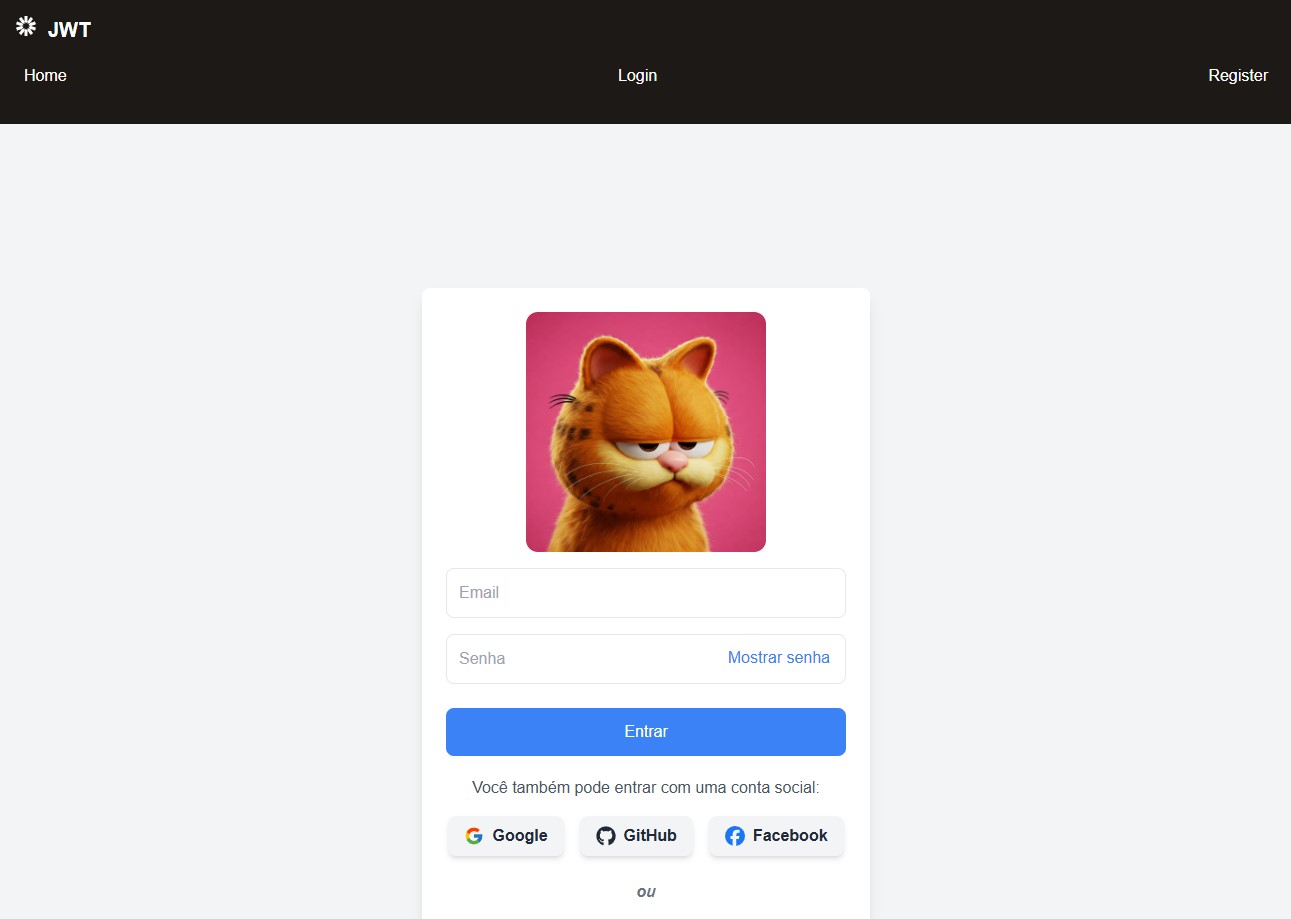 JWT
Home Login Register
Email
Senha Mostrar senha
Entrar
Você também pode entrar com uma conta social:
Google GitHub Facebook
ou